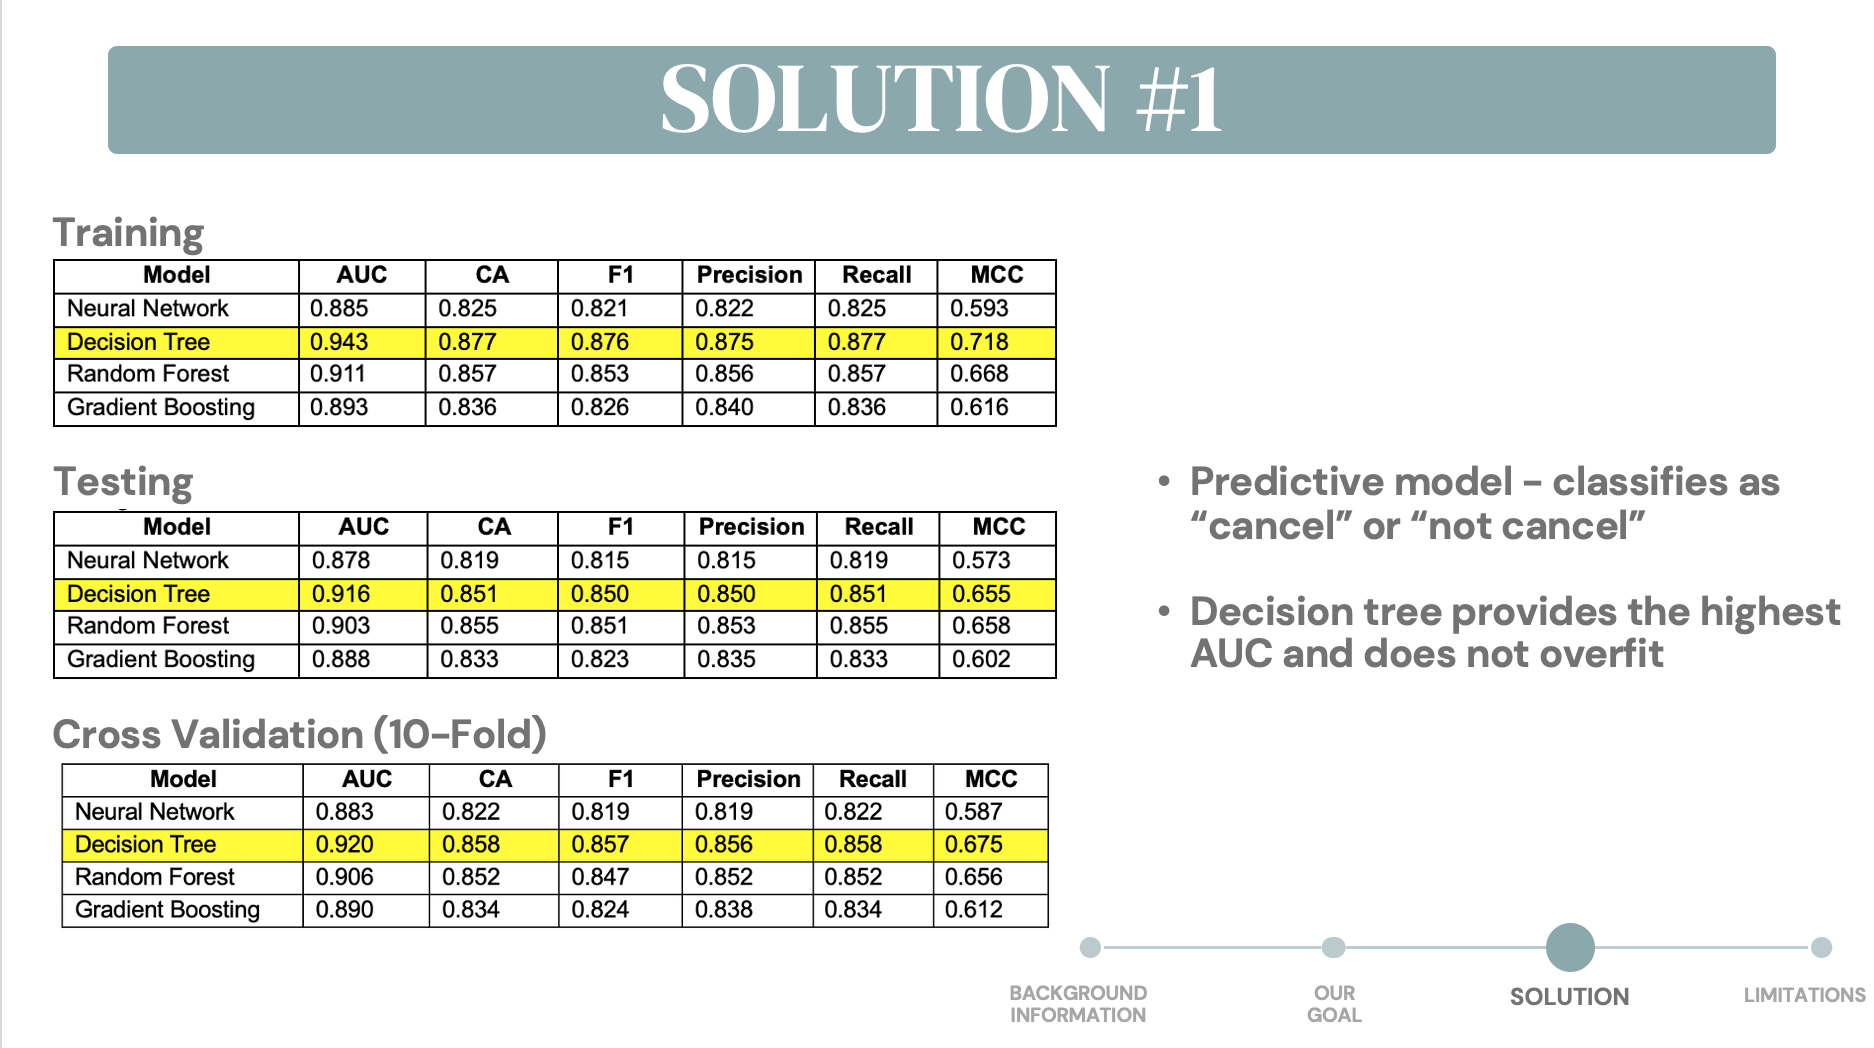 SOLUTION #1
Training
Model AUC CA F1 Precision Recall MCC
Neural Network 0.885 0.825 0.821 0.822 0.825 0.593
Decision Tree 0.943 0.877 0.876 0.875 0.877 0.718
Random Forest 0.911 0.857 0.853 0.856 0.857 0.668
Gradient Boosting 0.893 0.836 0.826 0.840 0.836 0.616
Testing
Model AUC CA F1 Precision Recall MCC
Neural Network 0.878 0.819 0.815 0.815 0.819 0.573
Decision Tree 0.916 0.851 0.850 0.850 0.851 0.655
Random Forest 0.903 0.855 0.851 0.853 0.855 0.658
Gradient Boosting 0.888 0.833 0.823 0.835 0.833 0.602
Cross Validation (10-Fold)
Model AUC CA F1 Precision Recall MCC
Neural Network 0.883 0.822 0.819 0.819 0.822 0.587
Decision Tree 0.920 0.858 0.857 0.856 0.858 0.675
Random Forest 0.906 0.852 0.847 0.852 0.852 0.656
Gradient Boosting 0.890 0.834 0.824 0.838 0.834 0.612
• Predictive model - classifies as
“cancel” or “not cancel”
• Decision tree provides the highest
AUC and does not overfit
BACKGROUND
INFORMATION
OUR
GOAL
SOLUTION
LIMITATIONS